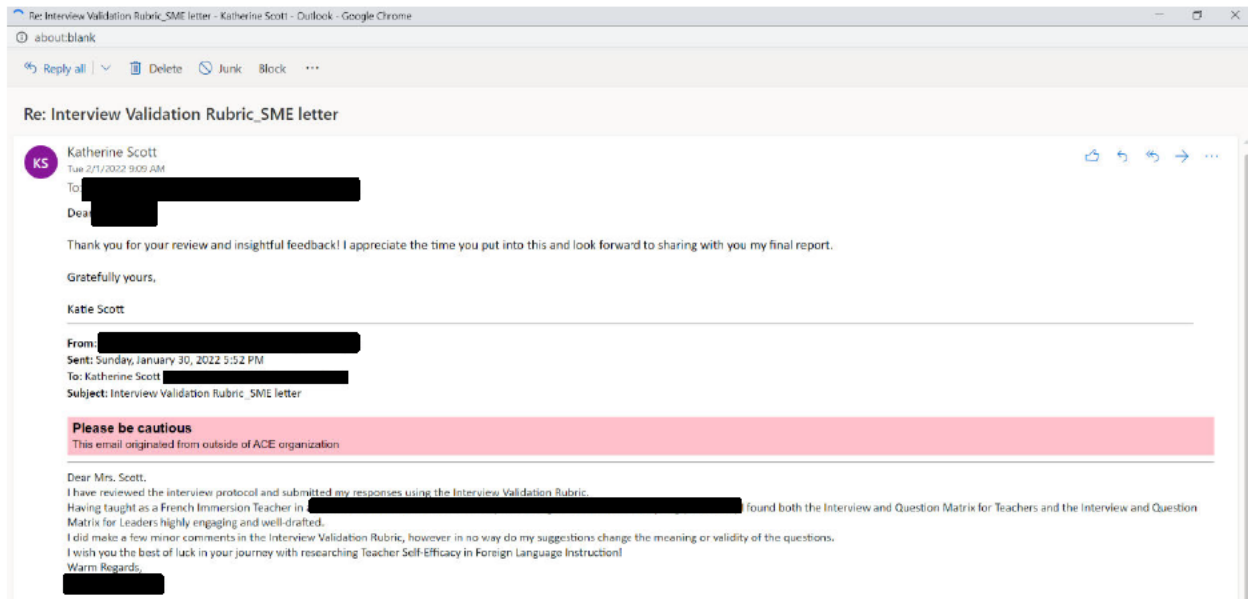 Re: Interview Validation Rubric_SME letter - Katherine Scott - Outlook - Google Chrome
about:blank
Reply all Delete Junk Block ...
Re: Interview Validation Rubric_SME letter
KS
Katherine Scott
Tue 2/1/2022 9:09 AM
To:
Dear
Thank you for your review and insightful feedback! I appreciate the time you put into this and look forward to sharing with you my final report.
Gratefully yours,
Katie Scott
From:
Sent: Sunday, January 30, 2022 5:52 PM
To: Katherine Scott
Subject: Interview Validation Rubric_SME letter
Please be cautious
This email originated from outside of ACE organization
Dear Mrs. Scott.
I have reviewed the interview protocol and submitted my responses using the Interview Validation Rubric.
Having taught as a French Immersion Teacher in found both the Interview and Question Matrix for Teachers and the Interview and Question
Matrix for Leaders highly engaging and well-drafted.
I did make a few minor comments in the Interview Validation Rubric, however in no way do my suggestions change the meaning or validity of the questions.
I wish you the best of luck in your journey with researching Teacher Self-Efficacy in Foreign Language Instruction!
Warm Regards,